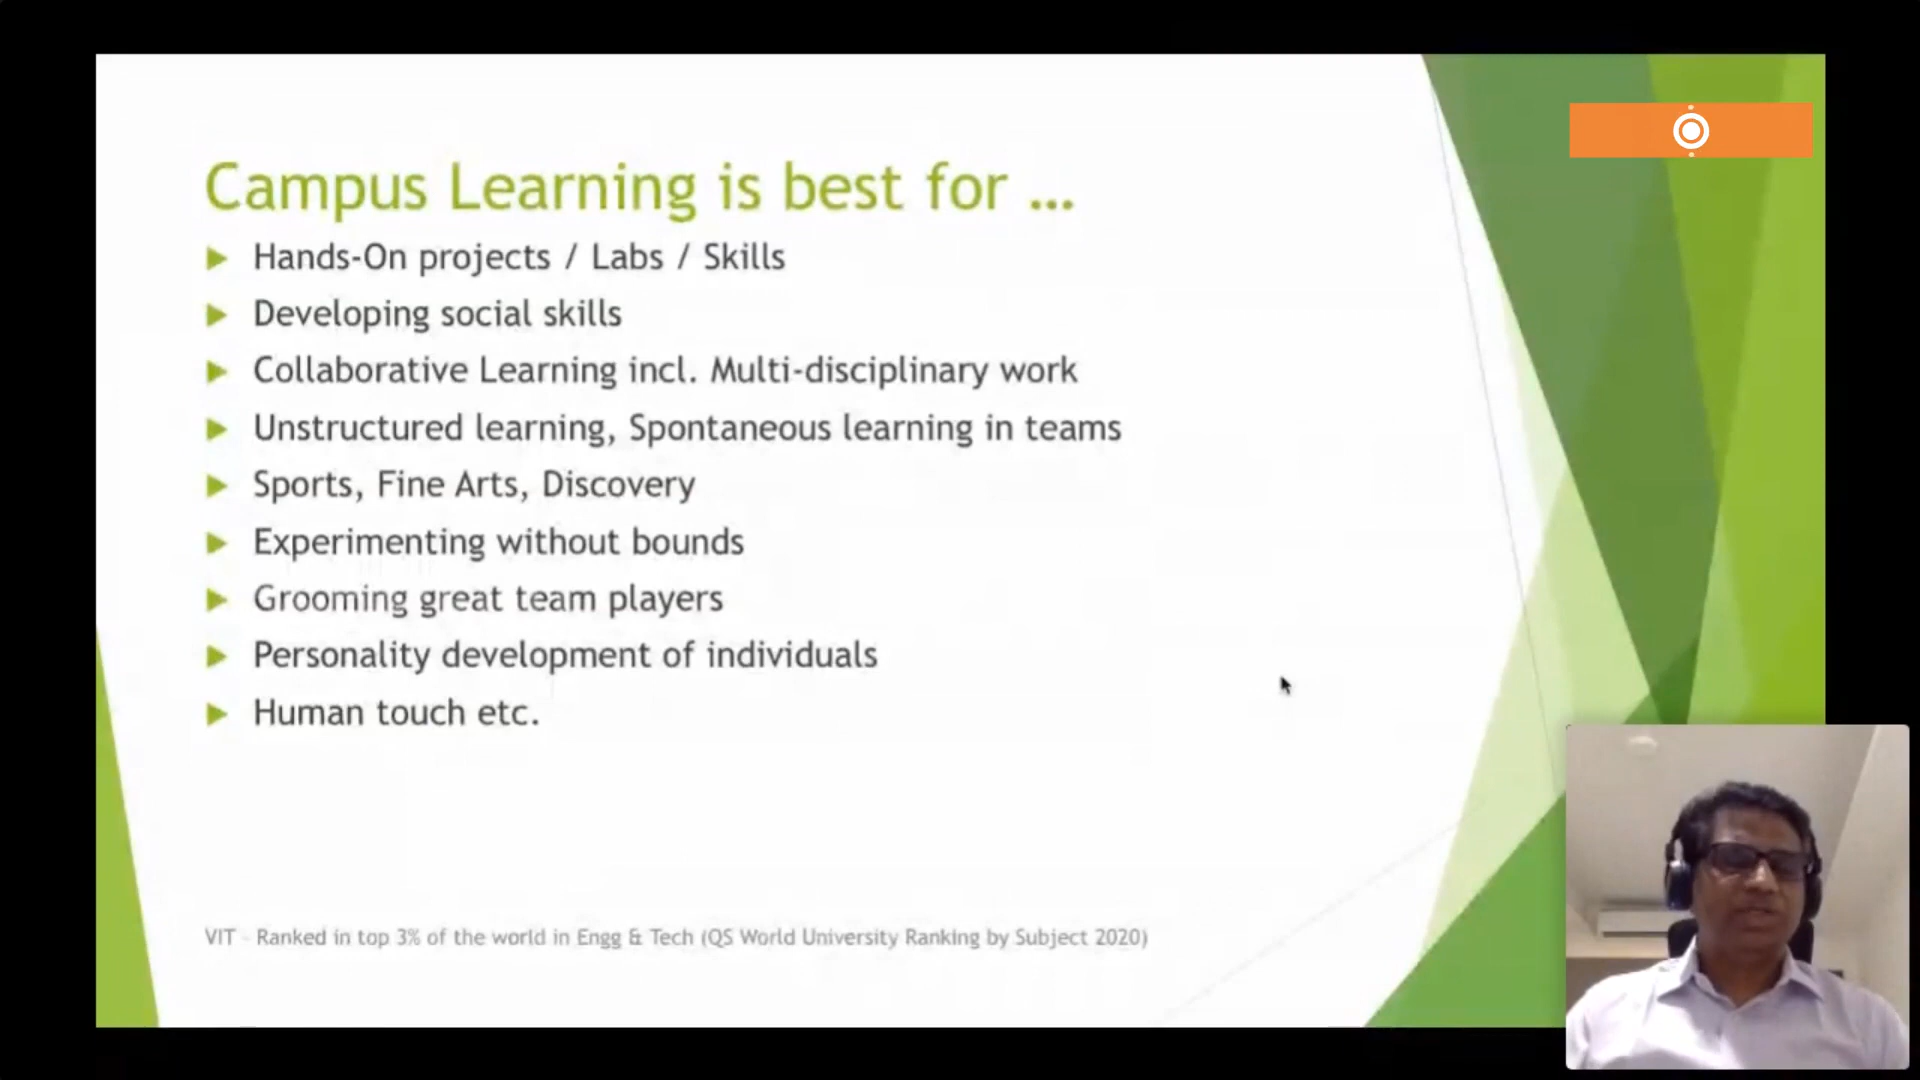 Campus Learning is best for ...
Hands-On projects / Labs / Skills
Developing social skills
Collaborative Learning incl. Multi-disciplinary work
Unstructured learning, Spontaneous learning in teams
Sports, Fine Arts, Discovery
Experimenting without bounds
Grooming great team players
Personality development of individuals
Human touch etc.
VIT - Ranked in top 3% of the world in Engg & Tech (QS World University Ranking by Subject 2020)